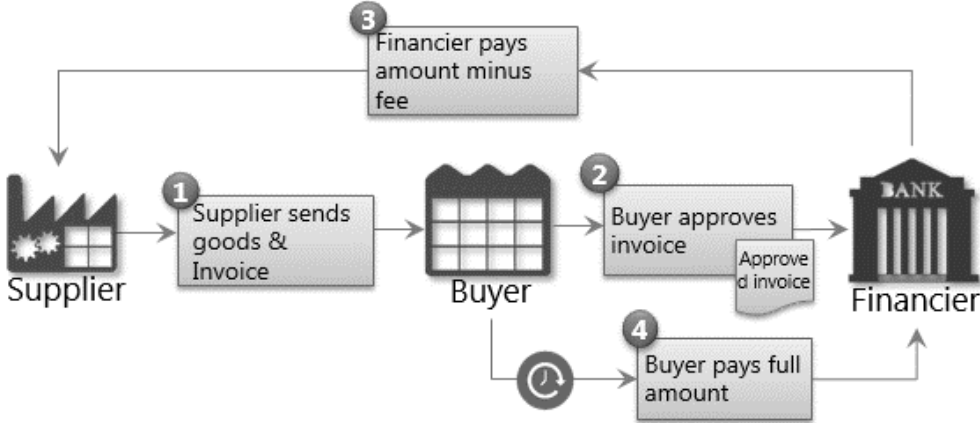 3
Financier pays
amount minus
fee
1
Supplier sends
goods &
Invoice
Supplier
Buyer
2
Buyer approves
invoice
Approve
d invoice
BANK
Financier
4
Buyer pays full
amount